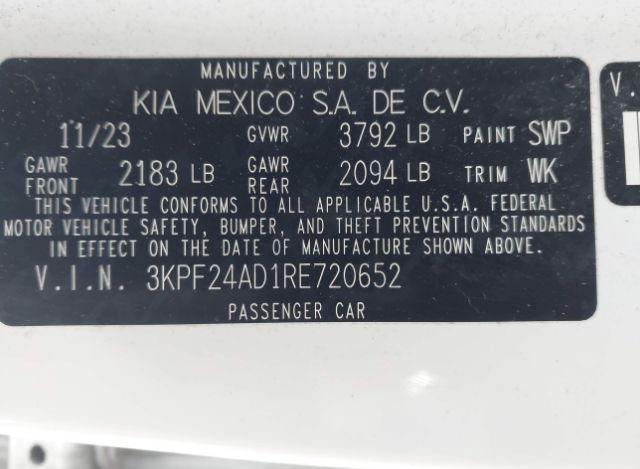 MANUFACTURED BY
KIA MEXICO S.A. DE C.V.
11/23 GVWR 3792 LB PAINT SWP
GAWR FRONT 2183 LB GAWR REAR 2094 LB TRIM WK
THIS VEHICLE CONFORMS TO ALL APPLICABLE U.S.A. FEDERAL
MOTOR VEHICLE SAFETY, BUMPER, AND THEFT PREVENTION STANDARDS
IN EFFECT ON THE DATE OF MANUFACTURE SHOWN ABOVE.
V.I.N. 3KPF24AD1RE720652
PASSENGER CAR
V.